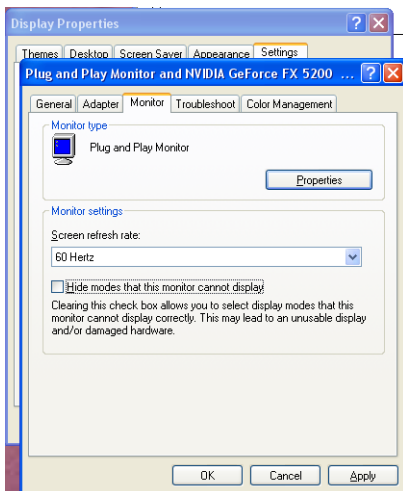 Display Properties
Themes Desktop Screen Saver Appearance Settings
Plug and Play Monitor and NVIDIA GeForce FX 5200 ...
General Adapter Monitor Troubleshoot Color Management
Monitor type
Plug and Play Monitor
Properties
Monitor settings
Screen refresh rate:
60 Hertz
Hide modes that this monitor cannot display
Clearing this check box allows you to select display modes that this
monitor cannot display correctly. This may lead to an unusable display
and/or damaged hardware.
OK Cancel Apply